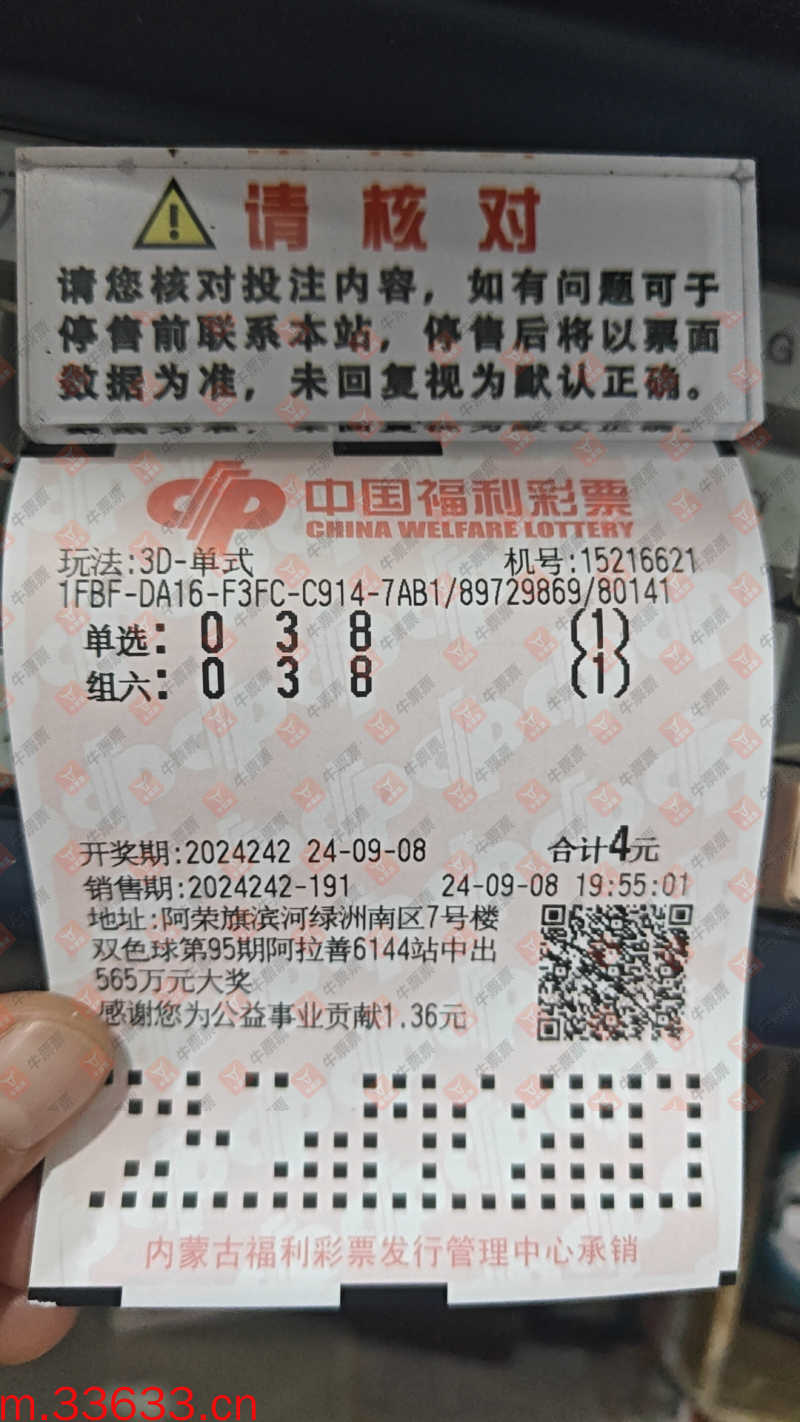 请核对
请您核对投注内容，如有问题可于
停售前联系本站，停售后将以票面
数据为准，未回复视为默认正确。
中国福利彩票
CHINA WELFARE LOTTERY
玩法:3D-单式 机号:15216621
1FBF-DA16-F3FC-C914-7AB1/89729869/80141
单选: 0 3 8 (1)
组六: 0 3 8 (1)
开奖期:2024242 24-09-08 合计4元
销售期:2024242-191 24-09-08 19:55:01
地址:阿荣旗滨河绿洲南区7号楼
双色球第95期阿拉善6144站中出
565万元大奖
感谢您为公益事业贡献1.36元
内蒙古福利彩票发行管理中心承销
m.33633.cn
牛票票